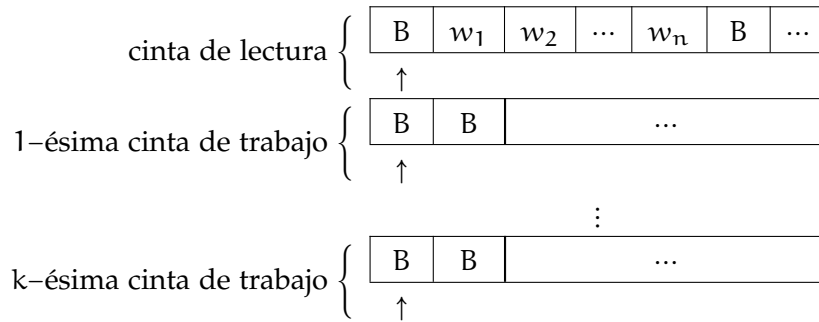 cinta de lectura B w₁ w₂ ... wₙ B ...
↑
1–ésima cinta de trabajo B B ...
↑
⋮
k–ésima cinta de trabajo B B ...
↑